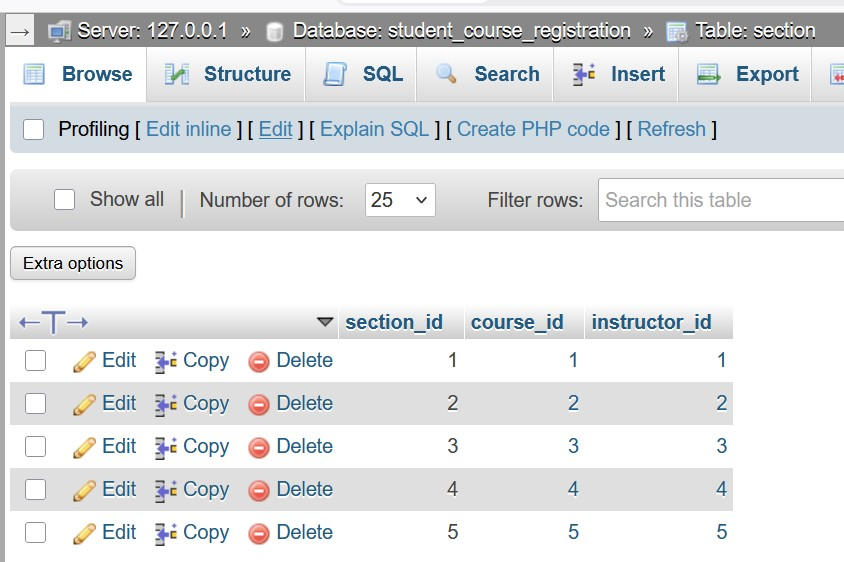 → Server: 127.0.0.1 » Database: student_course_registration » Table: section
Browse Structure SQL Search Insert Export
Profiling [ Edit inline ] [ Edit ] [ Explain SQL ] [ Create PHP code ] [ Refresh ]
Show all | Number of rows: 25 Filter rows: Search this table
Extra options
←T→ section_id course_id instructor_id
Edit Copy Delete 1 1 1
Edit Copy Delete 2 2 2
Edit Copy Delete 3 3 3
Edit Copy Delete 4 4 4
Edit Copy Delete 5 5 5